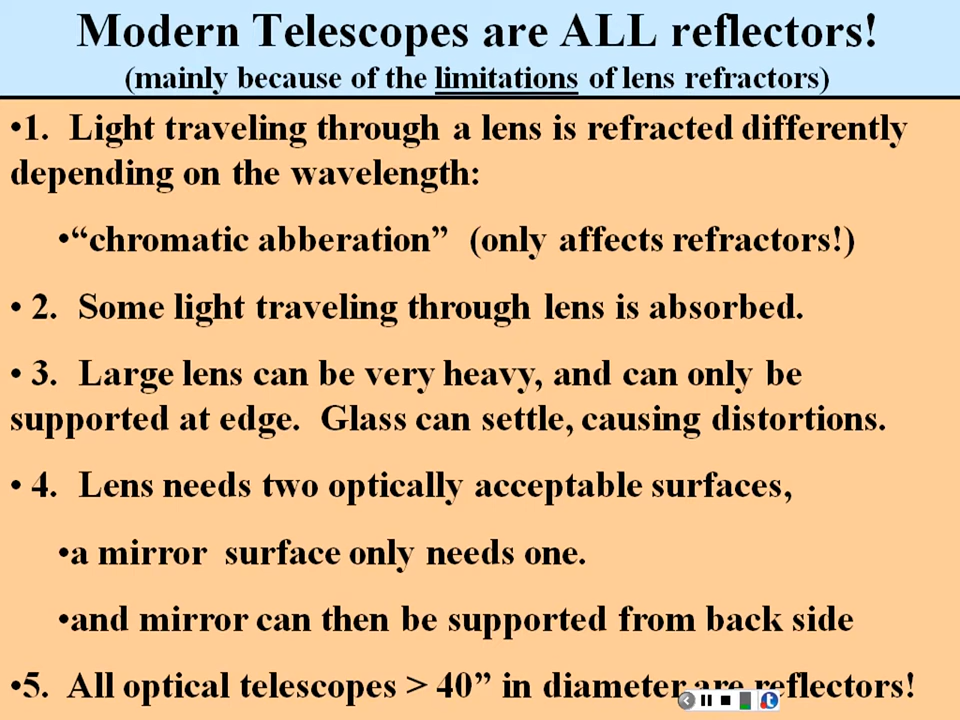 Modern Telescopes are ALL reflectors!
(mainly because of the limitations of lens refractors)
•1. Light traveling through a lens is refracted differently
depending on the wavelength:
•“chromatic abberation” (only affects refractors!)
• 2. Some light traveling through lens is absorbed.
• 3. Large lens can be very heavy, and can only be
supported at edge. Glass can settle, causing distortions.
• 4. Lens needs two optically acceptable surfaces,
•a mirror surface only needs one.
•and mirror can then be supported from back side
•5. All optical telescopes > 40” in diameter are reflectors!